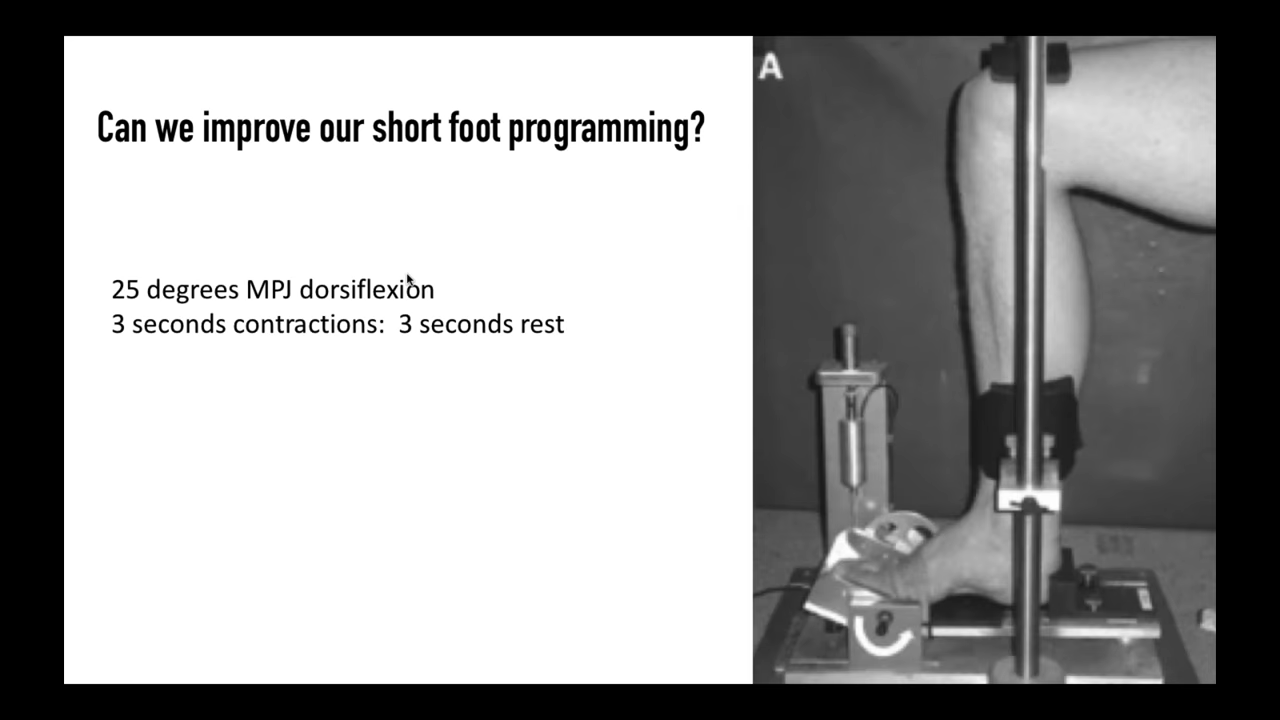 Can we improve our short foot programming?
25 degrees MPJ dorsiflexion
3 seconds contractions:  3 seconds rest
A